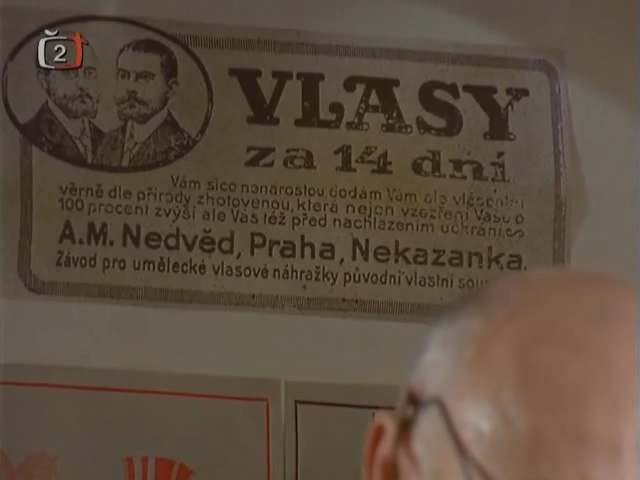 2
VLASY
za 14 dní
Vám sice nenarostou, dodám Vám ale vlásenku
věrně dle přírody zhotovenou, která nejen vzezření Vaše o
100 procent zvýší ale Vás též před nachlazením uchrání
A.M. Nedvěd, Praha, Nekazanka.
Závod pro umělecké vlasové náhražky původní vlastní